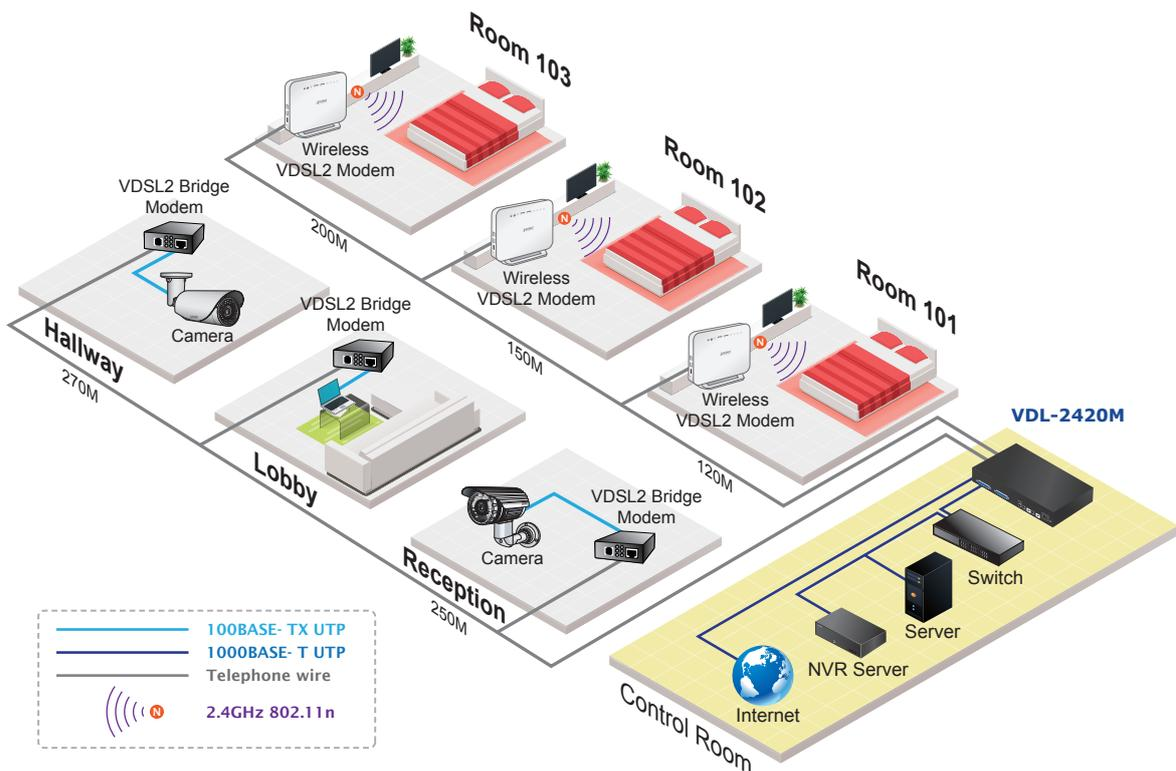 Room 103
Wireless
VDSL2 Modem
200M
Room 102
Wireless
VDSL2 Modem
150M
Room 101
Wireless
VDSL2 Modem
120M
VDSL2 Bridge
Modem
Camera
Hallway
270M
VDSL2 Bridge
Modem
Lobby
VDSL2 Bridge
Modem
Camera
Reception
250M
VDL-2420M
Switch
Server
NVR Server
Internet
Control Room
100BASE- TX UTP
1000BASE- T UTP
Telephone wire
N
2.4GHz 802.11n
N
N
N